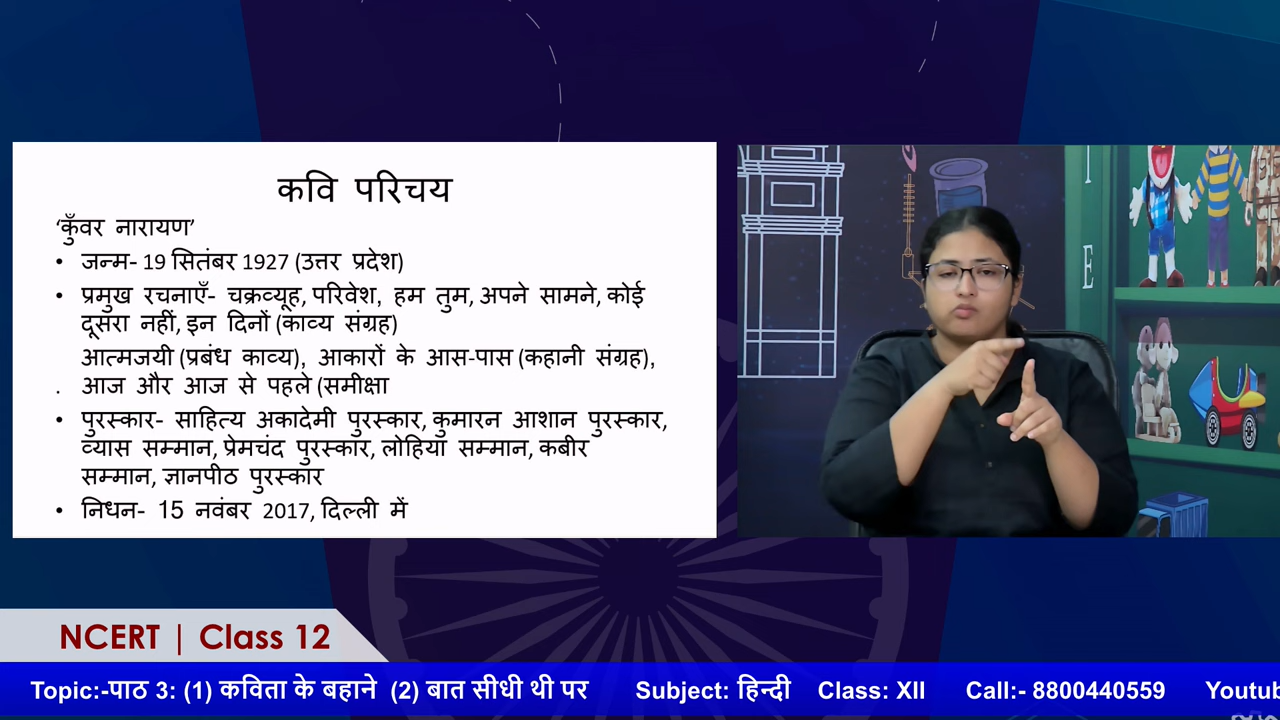 कवि परिचय
‘कुँवर नारायण’
• जन्म- 19 सितंबर 1927 (उत्तर प्रदेश)
• प्रमुख रचनाएँ- चक्रव्यूह, परिवेश, हम तुम, अपने सामने, कोई
दूसरा नहीं, इन दिनों (काव्य संग्रह)
आत्मजयी (प्रबंध काव्य), आकारों के आस-पास (कहानी संग्रह),
. आज और आज से पहले (समीक्षा
• पुरस्कार- साहित्य अकादेमी पुरस्कार, कुमारन आशान पुरस्कार,
व्यास सम्मान, प्रेमचंद पुरस्कार, लोहिया सम्मान, कबीर
सम्मान, ज्ञानपीठ पुरस्कार
• निधन- 15 नवंबर 2017, दिल्ली में
I
E
NCERT | Class 12
Topic:-पाठ 3: (1) कविता के बहाने (2) बात सीधी थी पर Subject: हिन्दी Class: XII Call:- 8800440559 Youtub